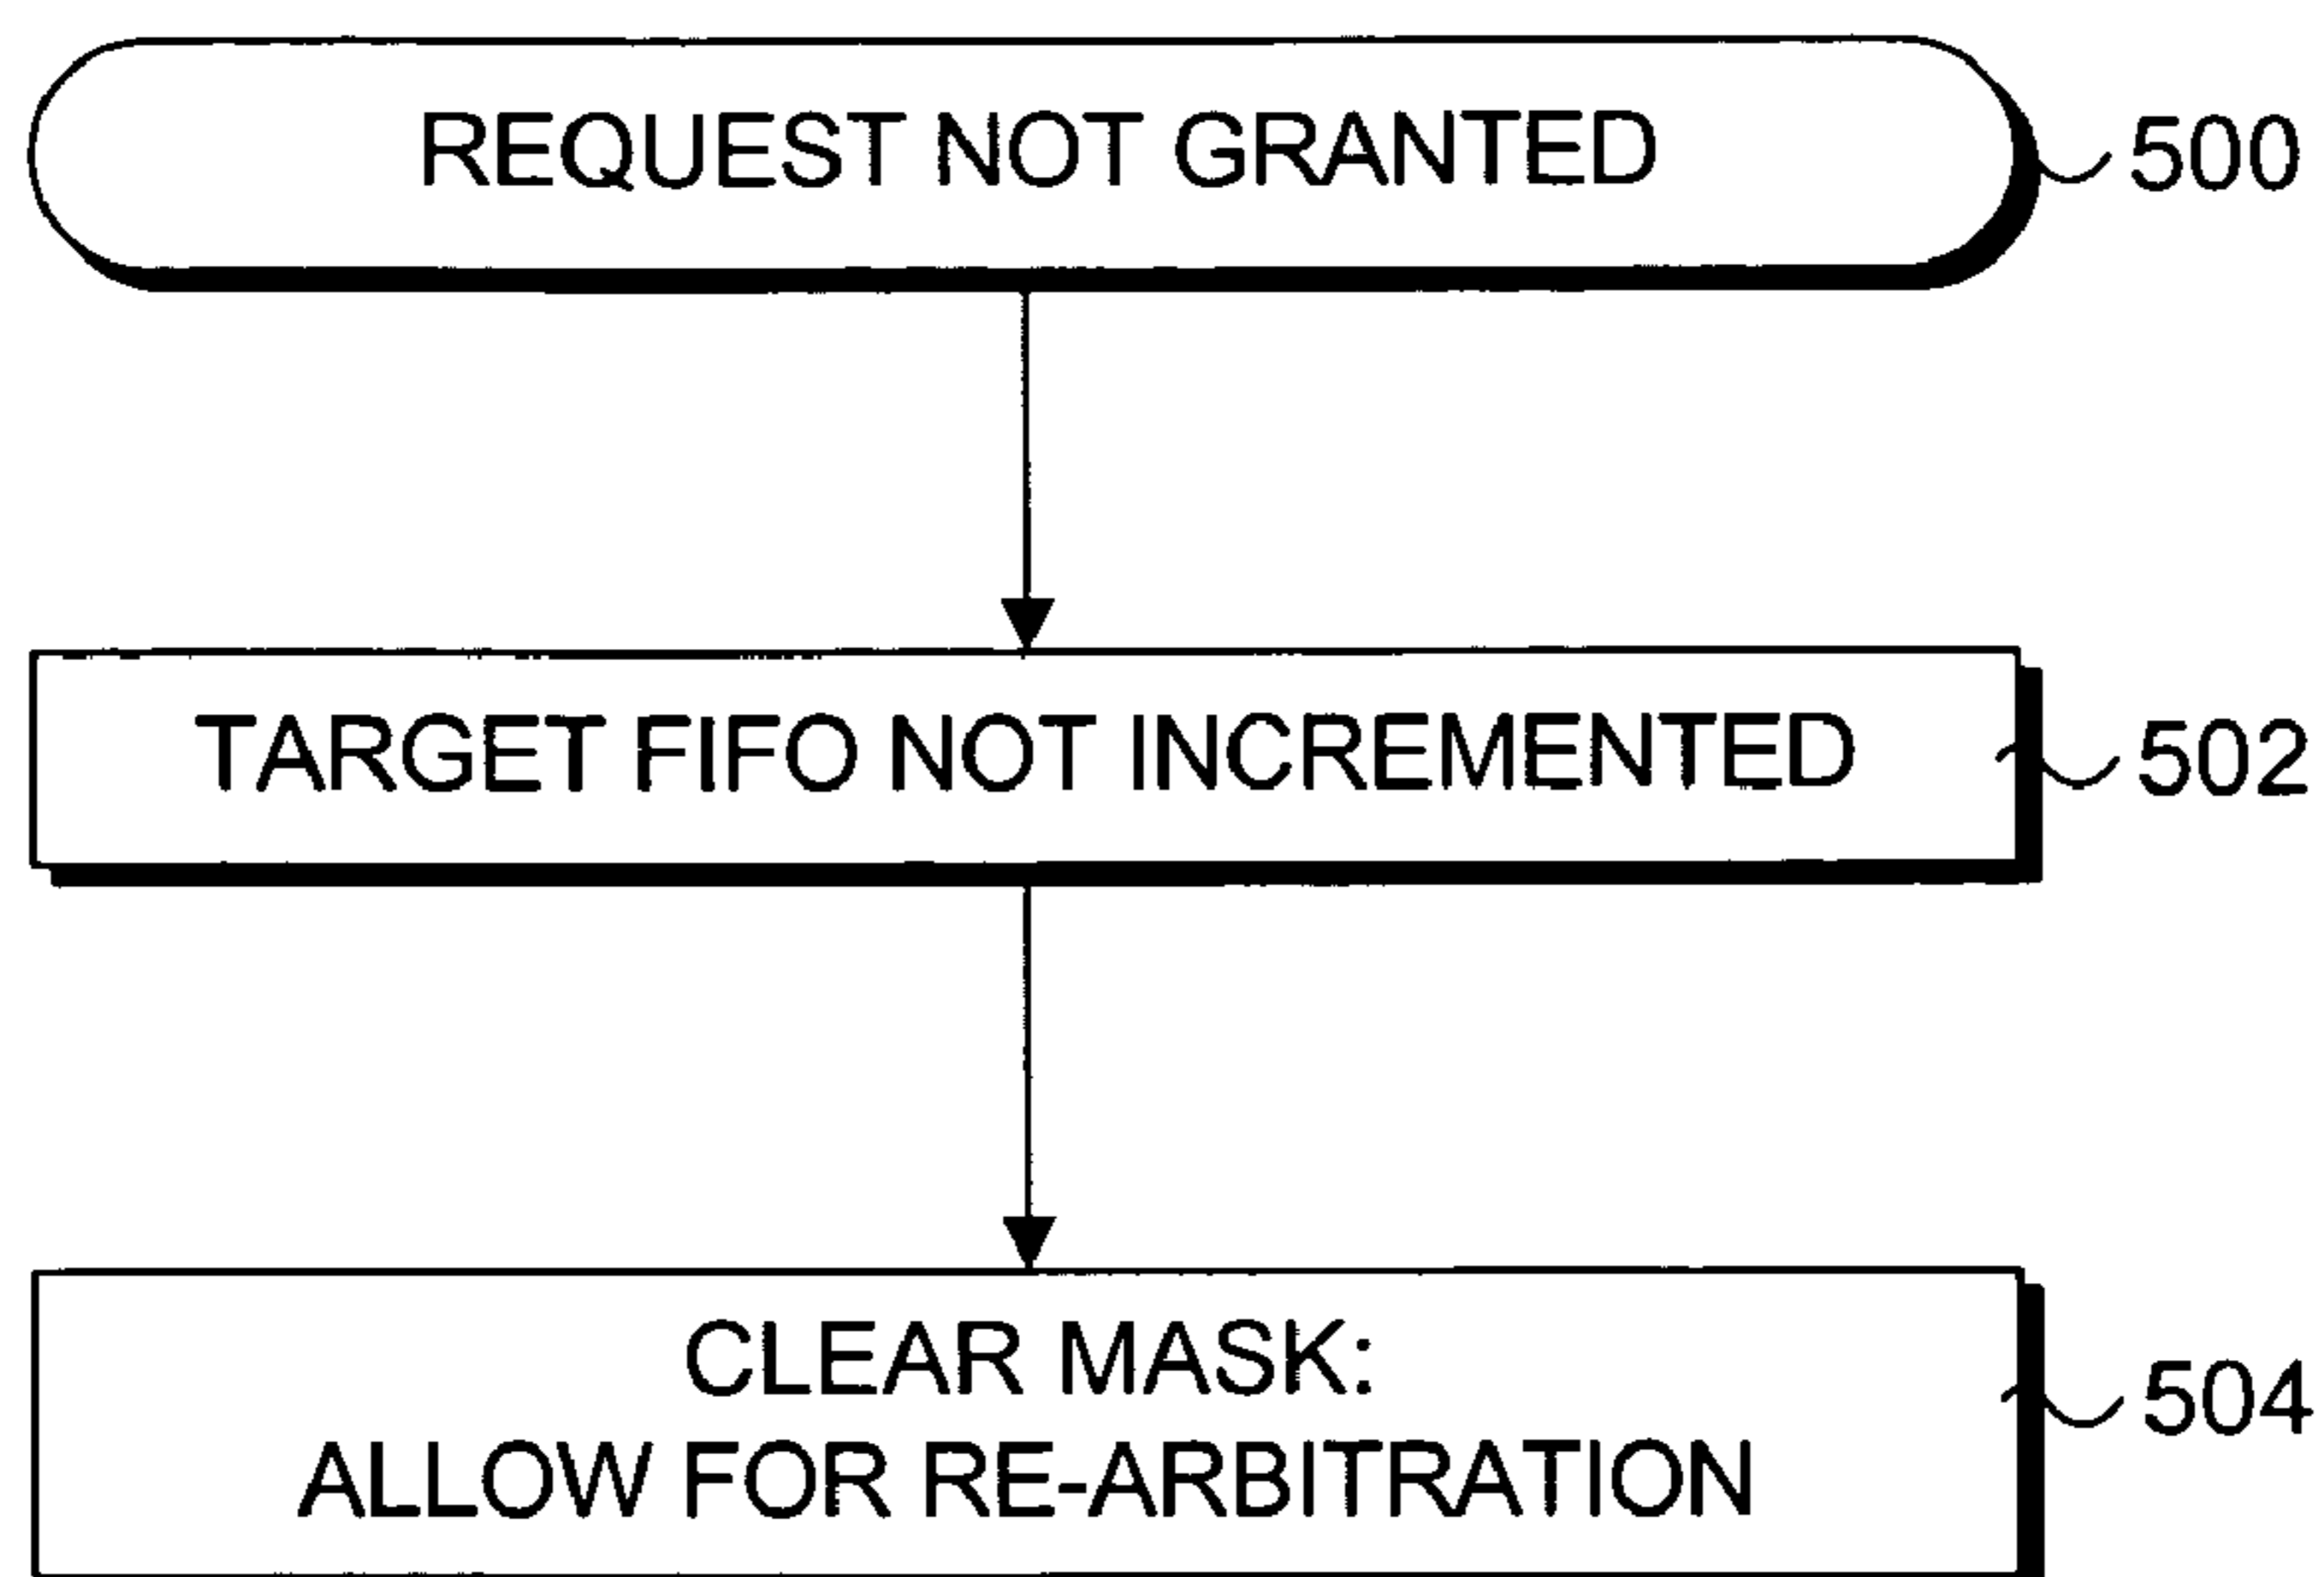 REQUEST NOT GRANTED
500
TARGET FIFO NOT INCREMENTED
502
CLEAR MASK:
ALLOW FOR RE-ARBITRATION
504